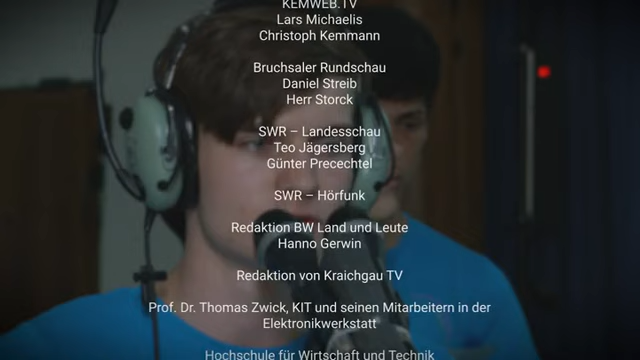 KEMWEB.TV
Lars Michaelis
Christoph Kemmann
Bruchsaler Rundschau
Daniel Streib
Herr Storck
SWR – Landesschau
Teo Jägersberg
Günter Precechtel
SWR – Hörfunk
Redaktion BW Land und Leute
Hanno Gerwin
Redaktion von Kraichgau TV
Prof. Dr. Thomas Zwick, KIT und seinen Mitarbeitern in der
Elektronikwerkstatt
Hochschule für Wirtschaft und Technik